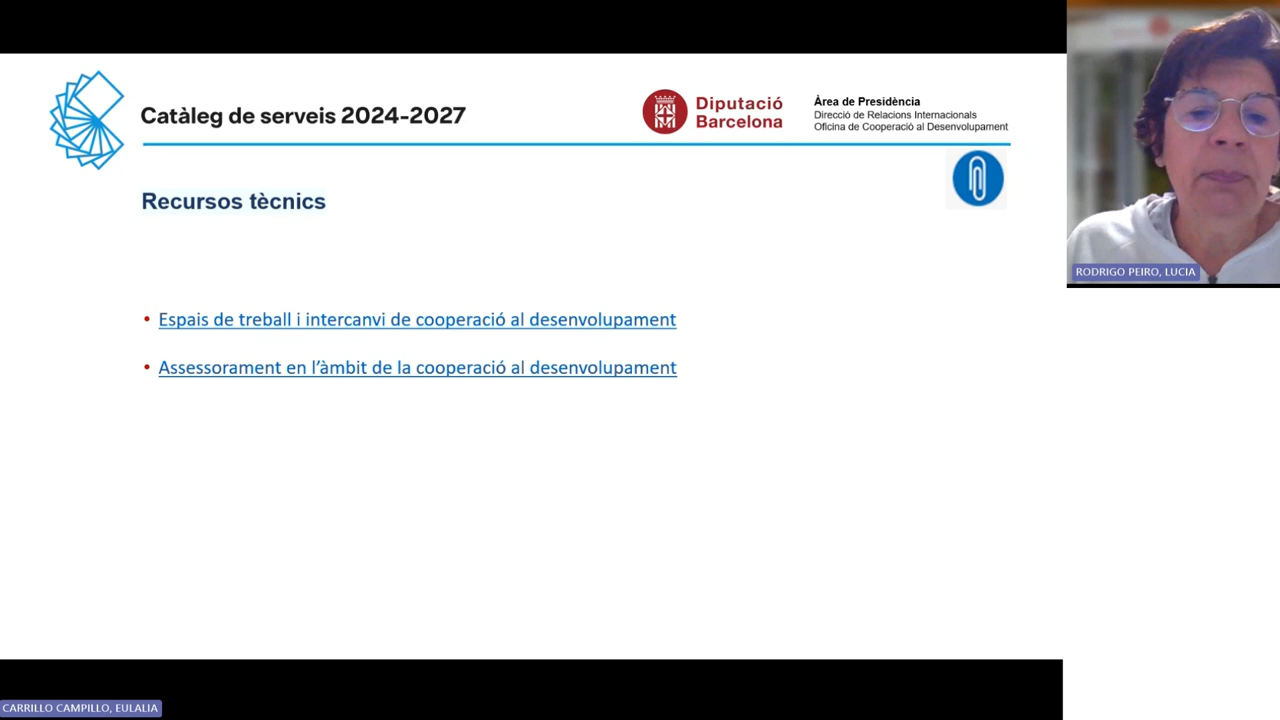 Catàleg de serveis 2024-2027
Diputació
Barcelona
Àrea de Presidència
Direcció de Relacions Internacionals
Oficina de Cooperació al Desenvolupament
Recursos tècnics
• Espais de treball i intercanvi de cooperació al desenvolupament
• Assessorament en l’àmbit de la cooperació al desenvolupament
RODRIGO PEIRO, LUCIA
CARRILLO CAMPILLO, EULALIA